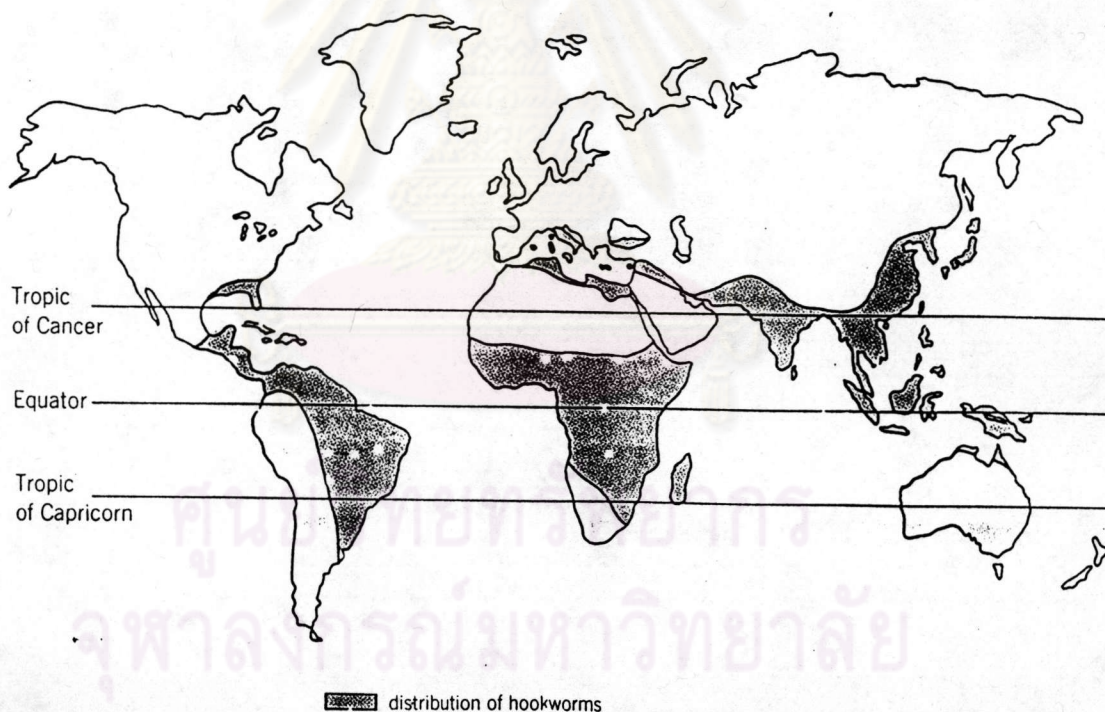 Tropic
of Cancer
Equator
Tropic
of Capricorn
ศูนย์วิทยทรัพยากร
จุฬาลงกรณ์มหาวิทยาลัย
distribution of hookworms